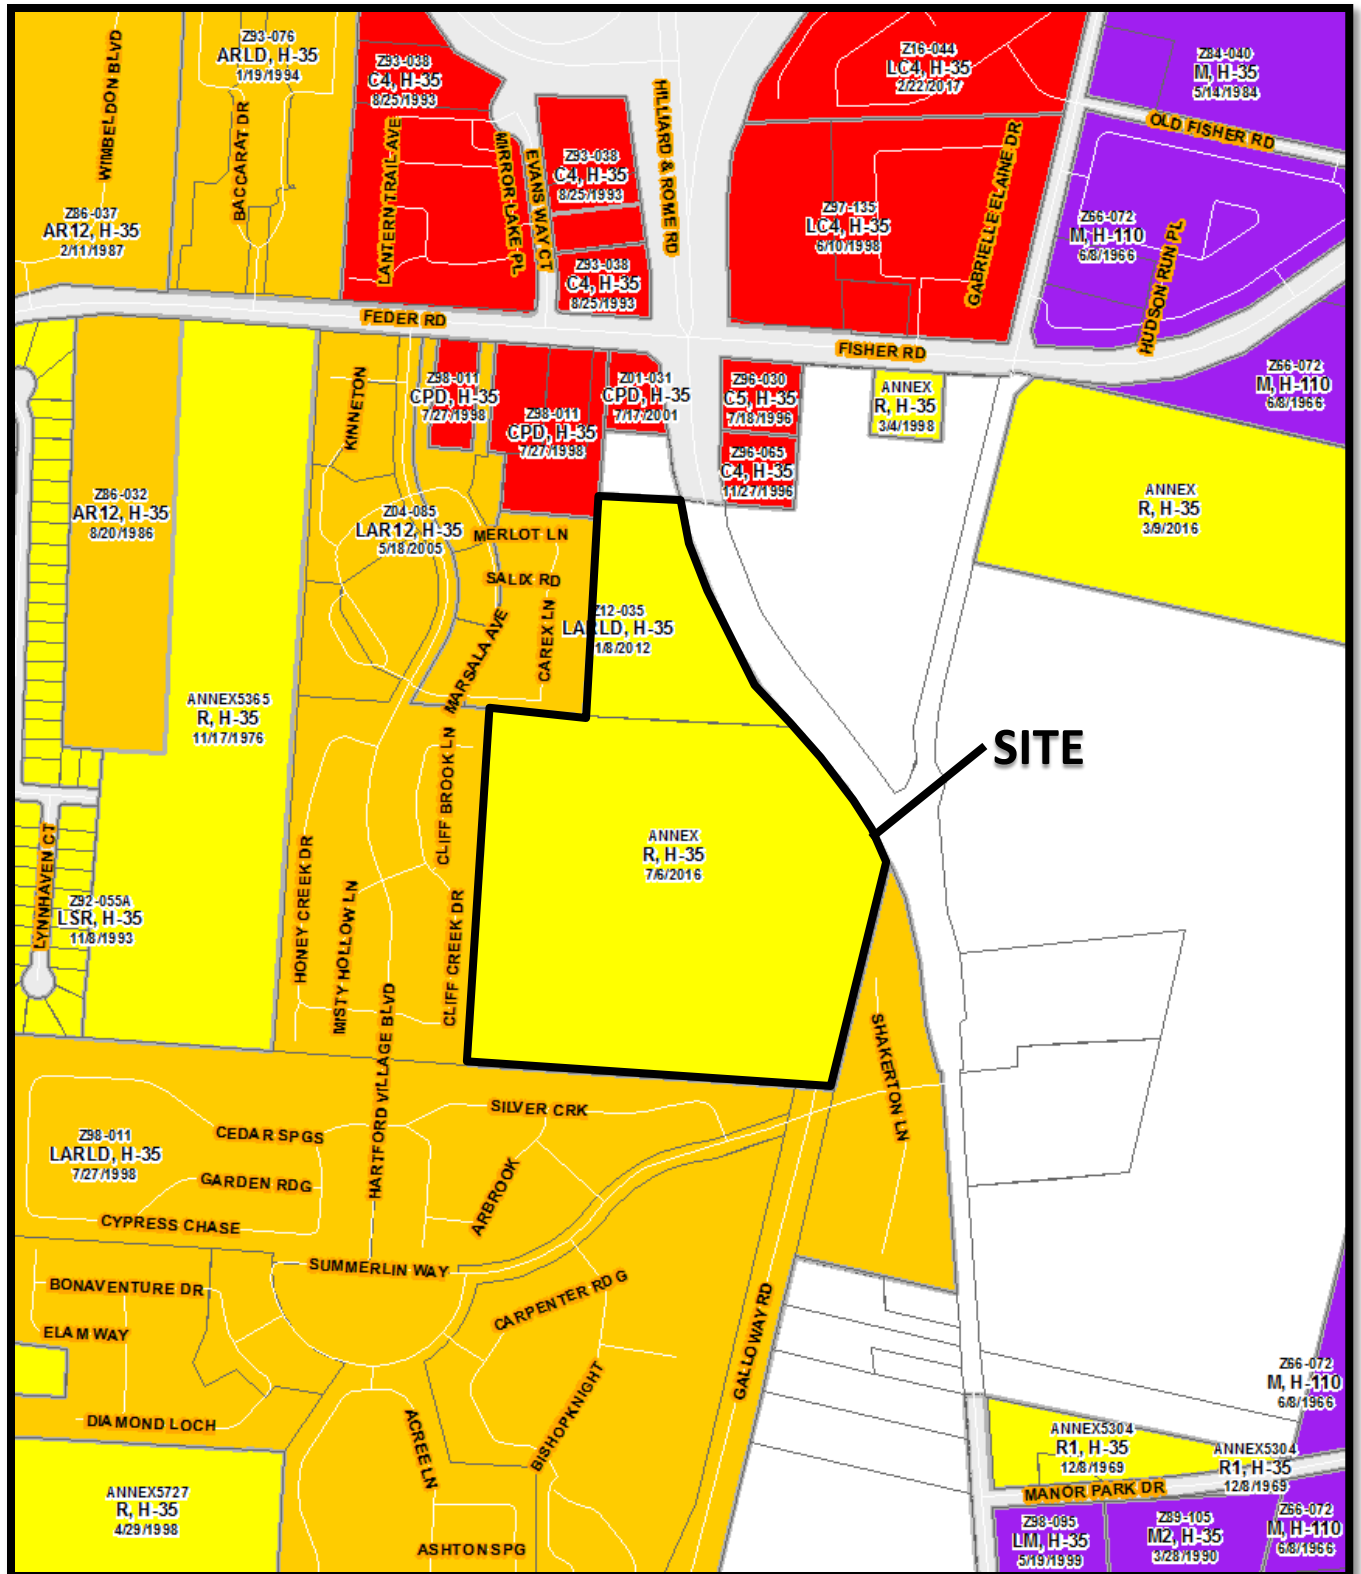 WIMBELDON BLVD
Z93-076
ARLD, H-35
1/19/1994
BACCARAT DR
Z86-037
AR12, H-35
2/11/1987
Z93-038
C4, H-35
8/25/1993
LANTERN TRAIL AVE
MIRROR LAKE PL
EVANS WAY CT
Z93-038
C4, H-35
8/25/1993
Z93-038
C4, H-35
8/25/1993
HILLIARD & ROME RD
Z16-044
LC4, H-35
2/22/2017
Z97-135
LC4, H-35
6/10/1998
GABRIELLE ELAINE DR
Z84-040
M, H-35
5/14/1984
OLD FISHER RD
Z66-072
M, H-110
6/8/1966
HUDSON RUN PL
Z66-072
M, H-110
6/8/1966
FEDER RD
FISHER RD
KINNETON
Z98-011
CPD, H-35
7/27/1998
Z98-011
CPD, H-35
7/27/1998
Z01-031
CPD, H-35
7/17/2001
Z96-030
C5, H-35
7/18/1996
Z96-065
C4, H-35
11/27/1996
ANNEX
R, H-35
3/4/1998
ANNEX
R, H-35
3/9/2016
Z86-032
AR12, H-35
8/20/1986
Z04-085
LAR12, H-35
5/18/2005
MERLOT LN
SALIX RD
CAREX LN
MARSALA AVE
Z12-035
LARLD, H-35
1/8/2012
ANNEX5365
R, H-35
11/17/1976
SITE
CLIFF BROOK LN
ANNEX
R, H-35
7/6/2016
LYNNHAVEN CT
Z92-055A
LSR, H-35
11/8/1993
HONEY CREEK DR
MISTY HOLLOW LN
HARTFORD VILLAGE BLVD
CLIFF CREEK DR
SHAKERTON LN
SILVER CRK
CEDAR SPGS
Z98-011
LARLD, H-35
7/27/1998
GARDEN RDG
ARBROOK
CYPRESS CHASE
SUMMERLIN WAY
BONAVENTURE DR
CARPENTER RDG
ELAM WAY
GALLOWAY RD
DIAMOND LOCH
ACREE LN
BISHOPKNIGHT
Z66-072
M, H-110
6/8/1966
ANNEX5304
R1, H-35
12/8/1969
ANNEX5304
R1, H-35
12/8/1969
MANOR PARK DR
ANNEX5727
R, H-35
4/29/1998
ASHTON SPG
Z98-095
LM, H-35
5/19/1999
Z89-105
M2, H-35
3/28/1990
Z66-072
M, H-110
6/8/1966